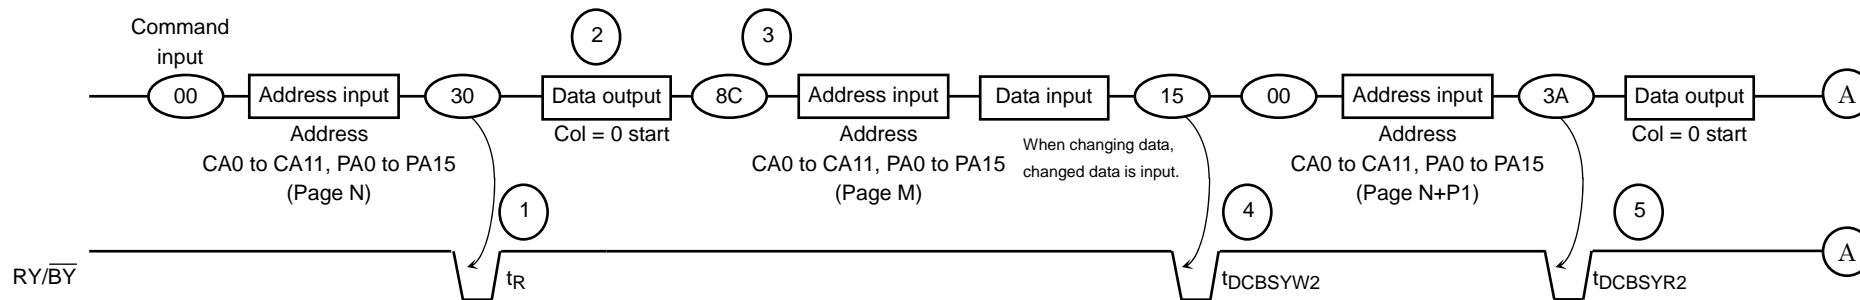 Command
input
2
3
00
Address input
30
Data output
8C
Address input
Data input
15
00
Address input
3A
Data output
A
Address
CA0 to CA11, PA0 to PA15
(Page N)
Col = 0 start
Address
CA0 to CA11, PA0 to PA15
(Page M)
When changing data,
changed data is input.
Address
CA0 to CA11, PA0 to PA15
(Page N+P1)
Col = 0 start
1
4
5
RY/B̅Y̅
tR
tDCBSYW2
tDCBSYR2
A